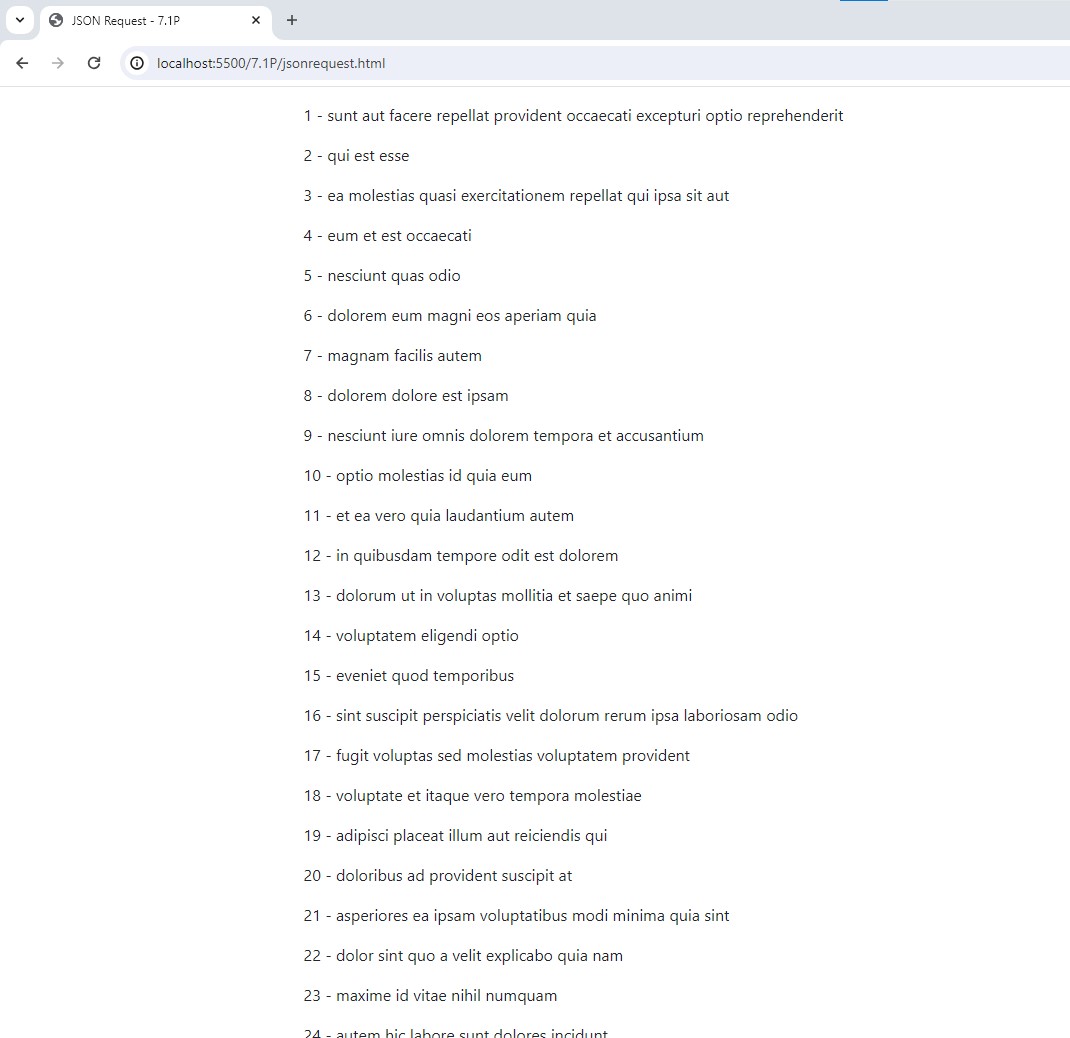 JSON Request - 7.1P
localhost:5500/7.1P/jsonrequest.html
1 - sunt aut facere repellat provident occaecati excepturi optio reprehenderit
2 - qui est esse
3 - ea molestias quasi exercitationem repellat qui ipsa sit aut
4 - eum et est occaecati
5 - nesciunt quas odio
6 - dolorem eum magni eos aperiam quia
7 - magnam facilis autem
8 - dolorem dolore est ipsam
9 - nesciunt iure omnis dolorem tempora et accusantium
10 - optio molestias id quia eum
11 - et ea vero quia laudantium autem
12 - in quibusdam tempore odit est dolorem
13 - dolorum ut in voluptas mollitia et saepe quo animi
14 - voluptatem eligendi optio
15 - eveniet quod temporibus
16 - sint suscipit perspiciatis velit dolorum rerum ipsa laboriosam odio
17 - fugit voluptas sed molestias voluptatem provident
18 - voluptate et itaque vero tempora molestiae
19 - adipisci placeat illum aut reiciendis qui
20 - doloribus ad provident suscipit at
21 - asperiores ea ipsam voluptatibus modi minima quia sint
22 - dolor sint quo a velit explicabo quia nam
23 - maxime id vitae nihil numquam
24 - autem hic labore sunt dolores incidunt